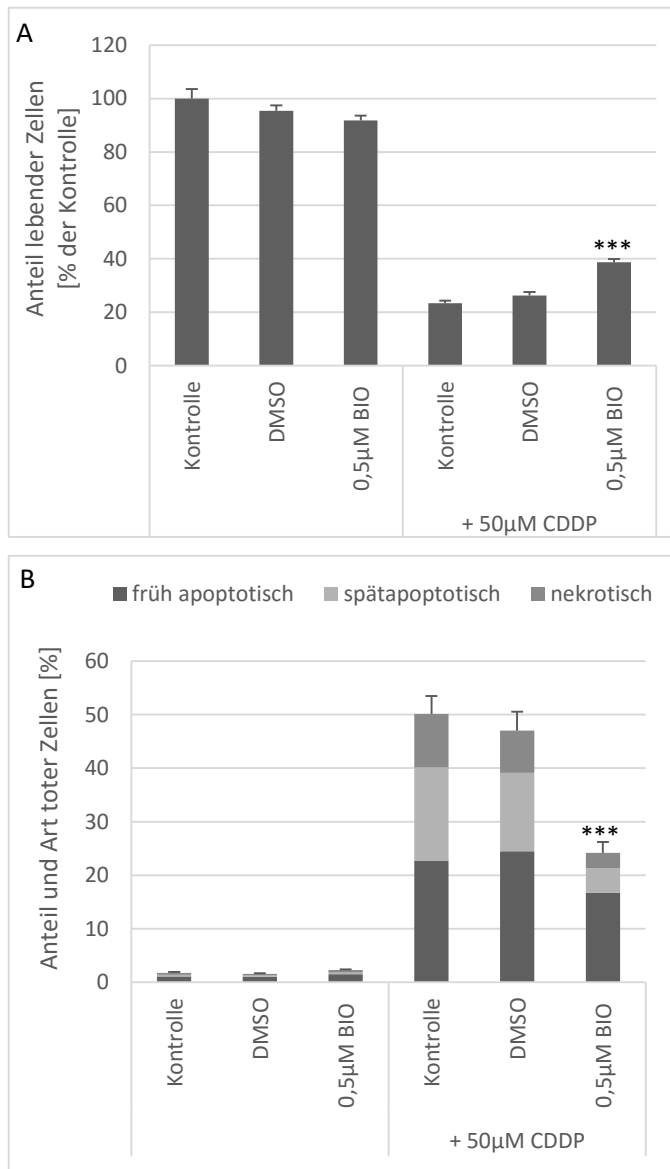 A
Anteil lebender Zellen
[% der Kontrolle]
120
100
80
60
40
20
0
***
Kontrolle
DMSO
0,5µM BIO
Kontrolle
DMSO
0,5µM BIO
+ 50µM CDDP
B
früh apoptotisch
spätapoptotisch
nekrotisch
Anteil und Art toter Zellen [%]
60
50
40
30
20
10
0
***
Kontrolle
DMSO
0,5µM BIO
Kontrolle
DMSO
0,5µM BIO
+ 50µM CDDP